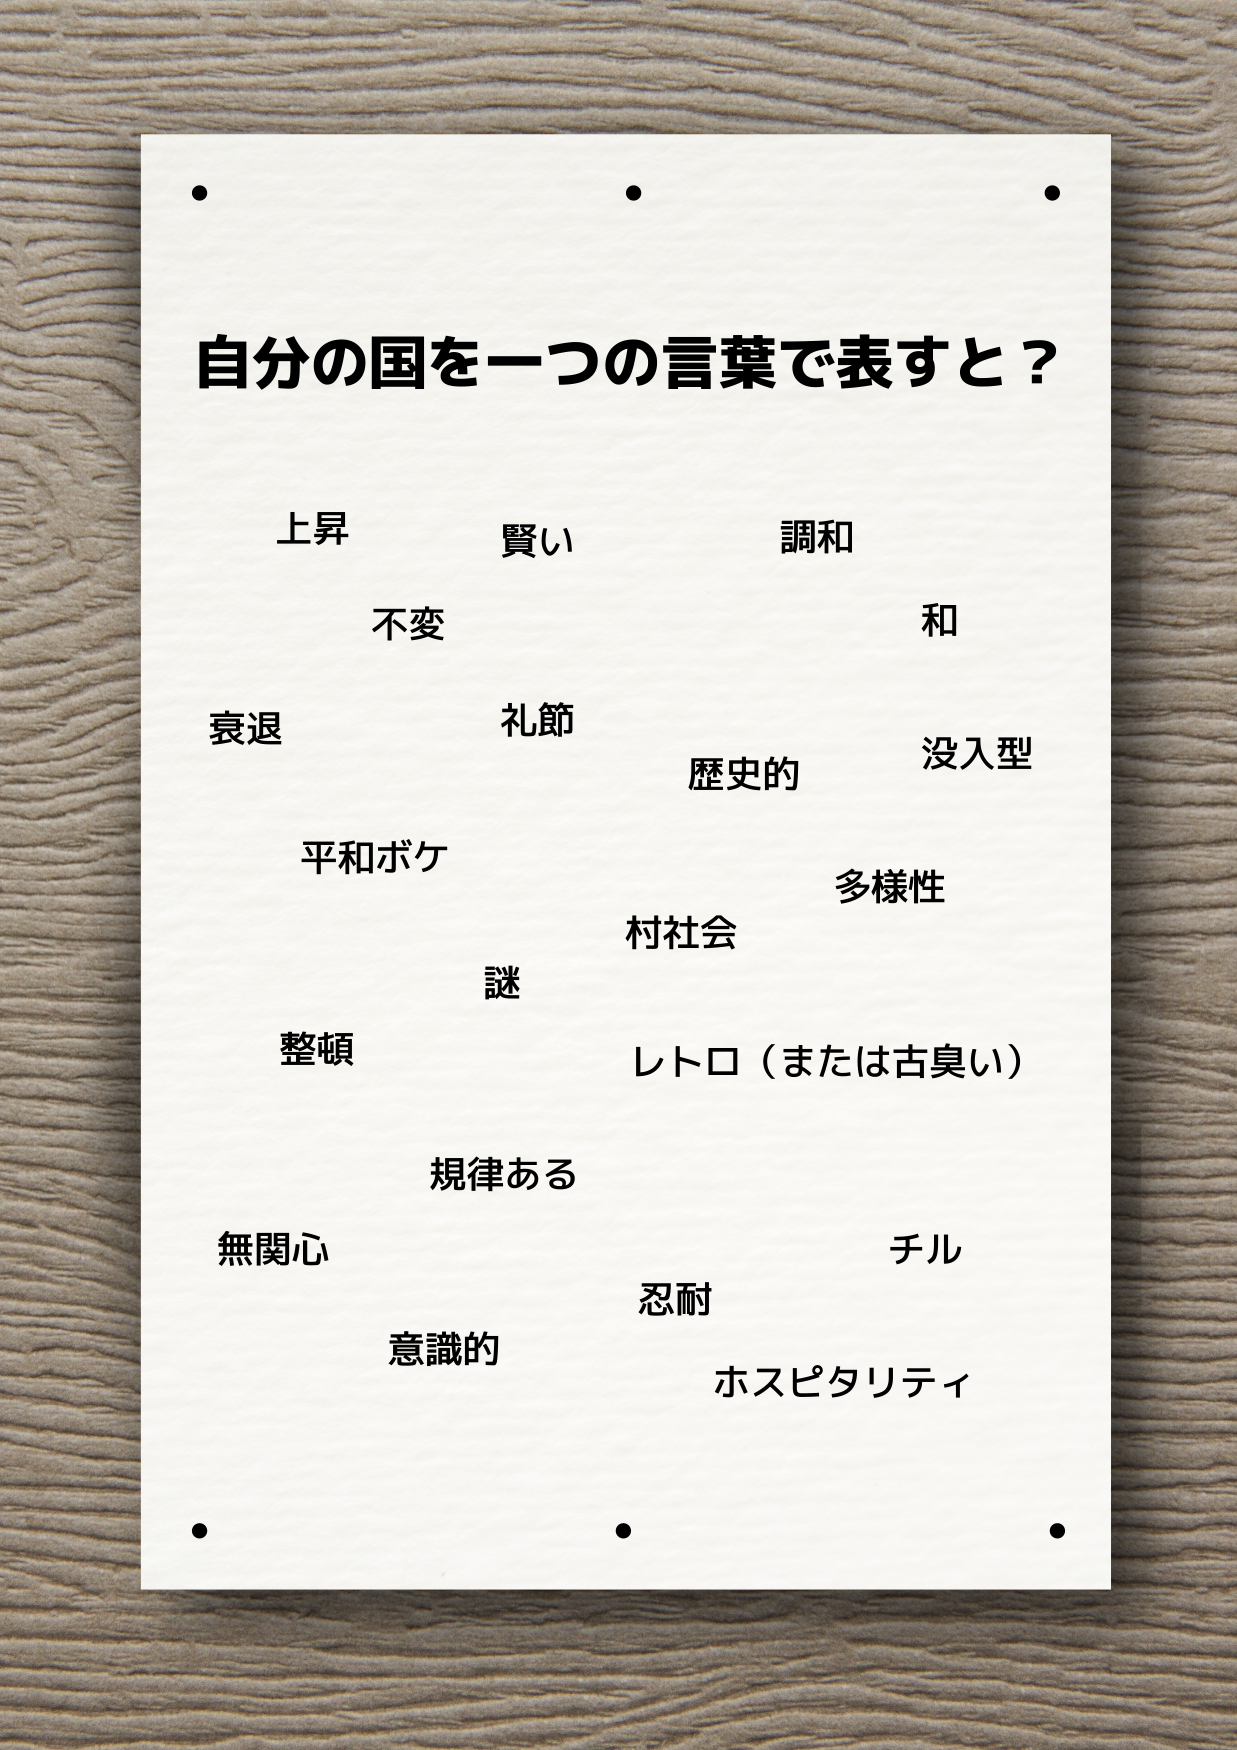 自分の国を一つの言葉で表すと？
上昇
賢い
調和
不変
和
衰退
礼節
歴史的
没入型
平和ボケ
多様性
村社会
謎
整頓
レトロ（または古臭い）
規律ある
無関心
チル
忍耐
意識的
ホスピタリティ